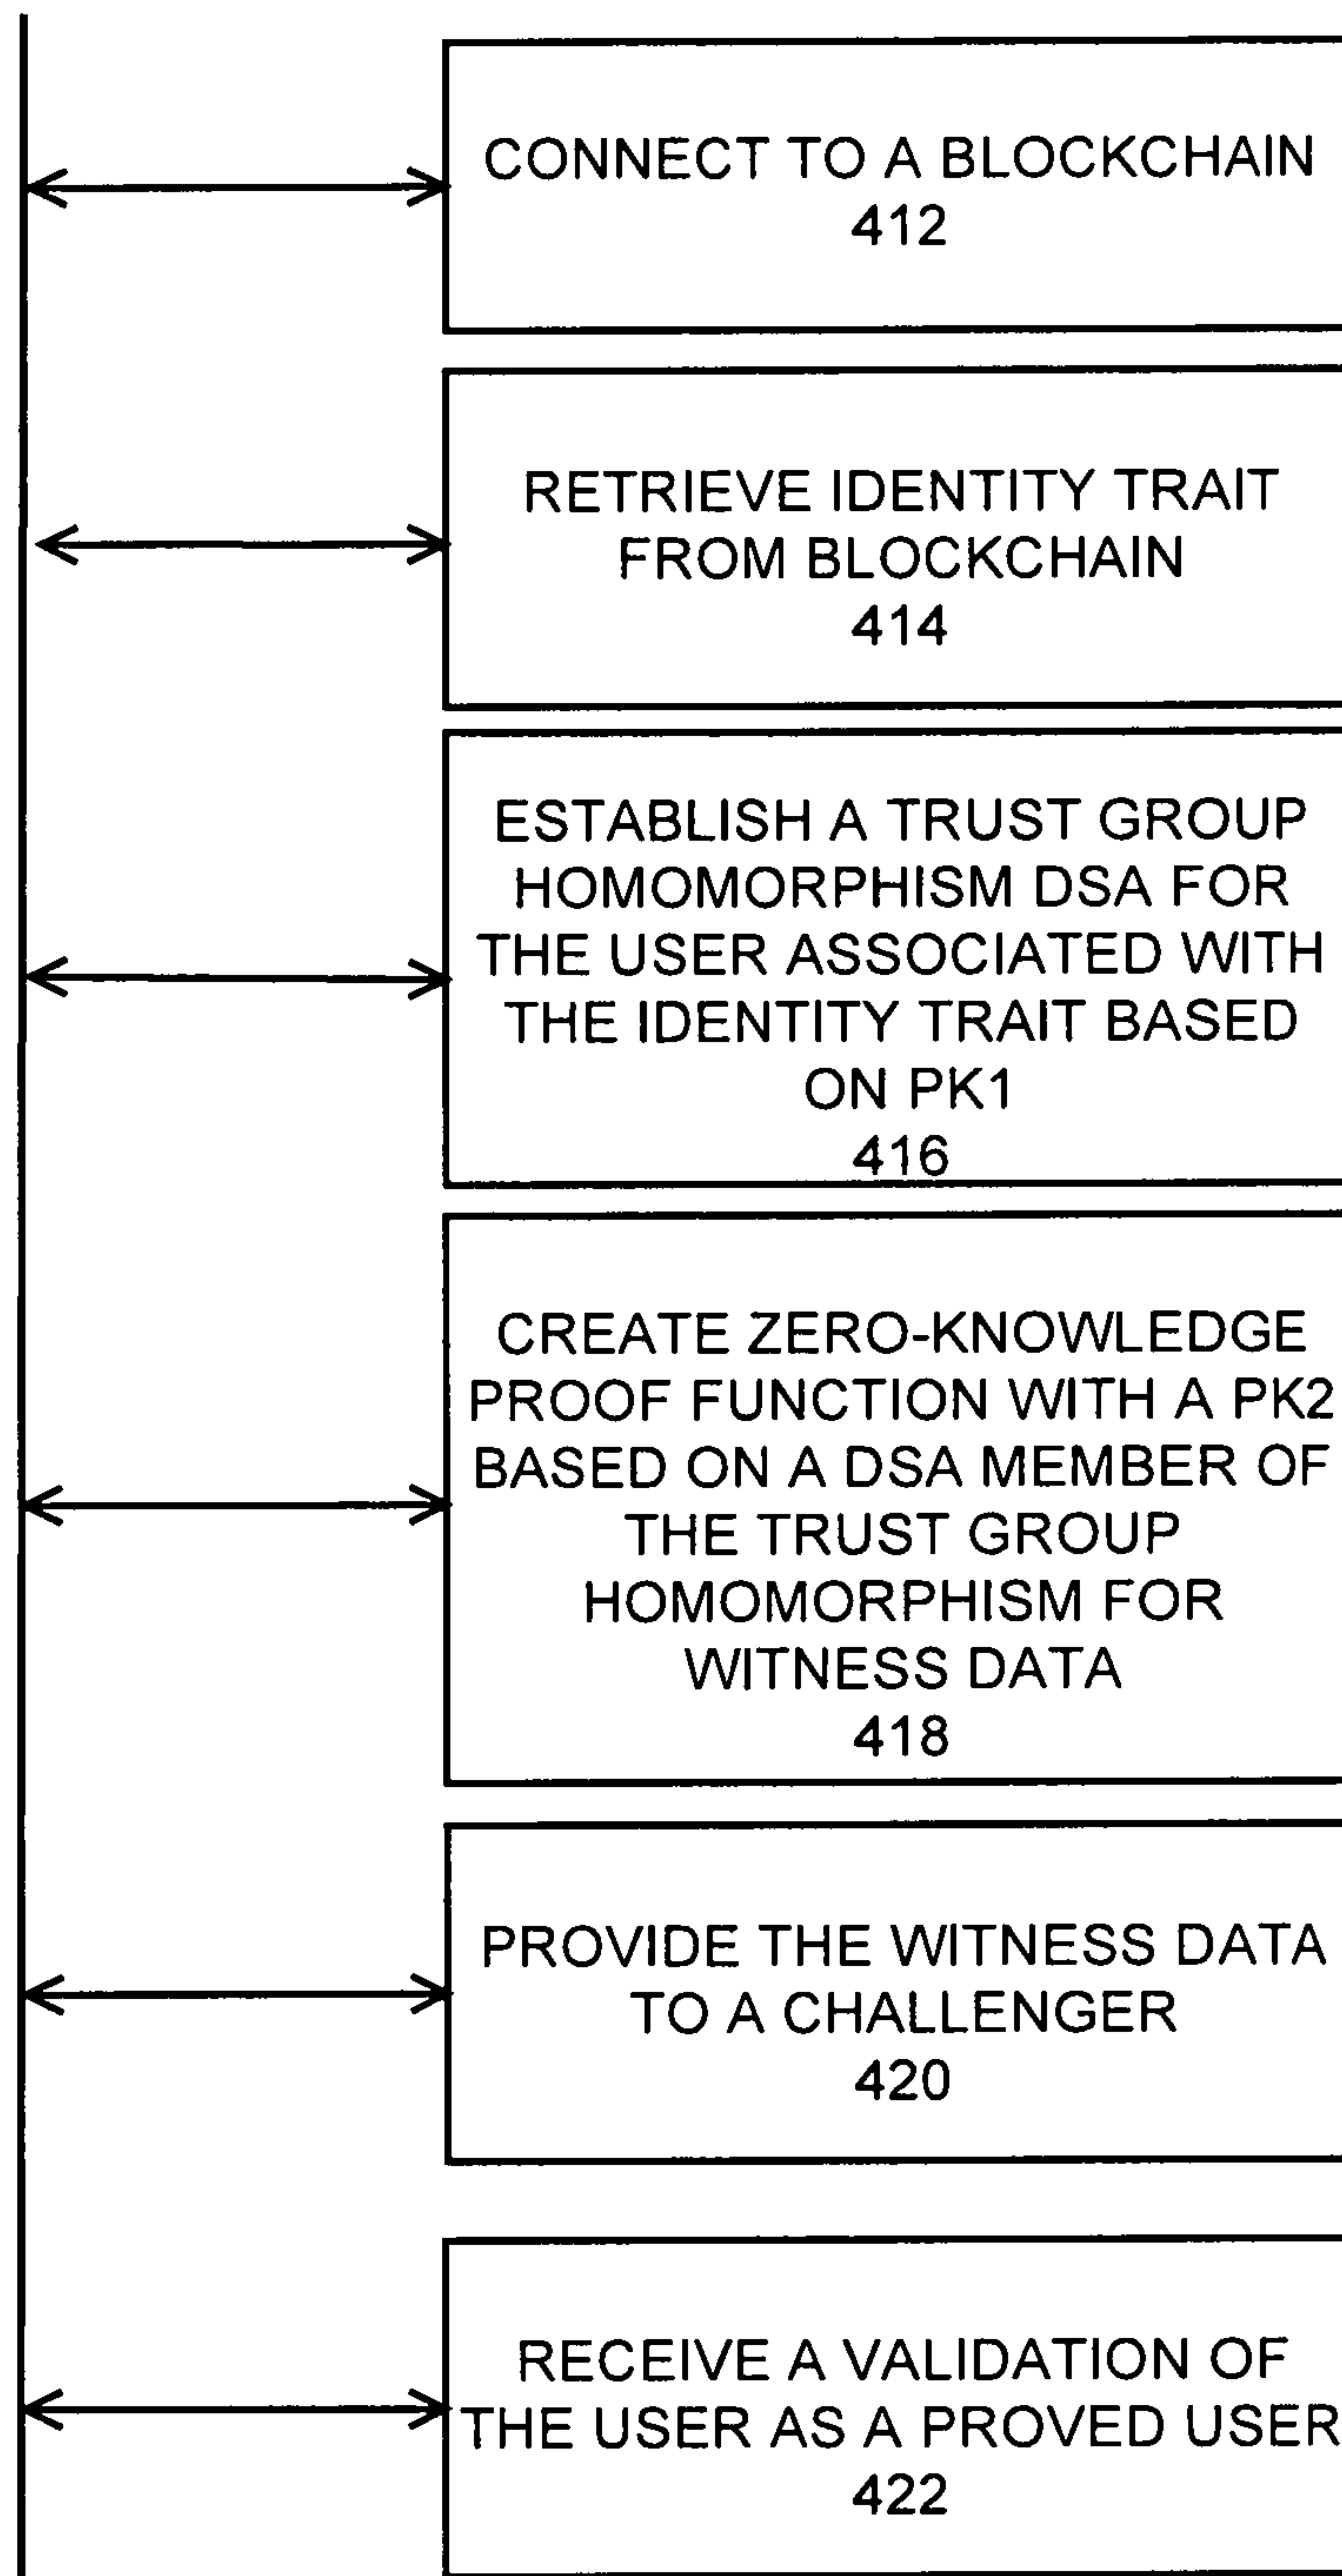 CONNECT TO A BLOCKCHAIN
412
RETRIEVE IDENTITY TRAIT
FROM BLOCKCHAIN
414
ESTABLISH A TRUST GROUP
HOMOMORPHISM DSA FOR
THE USER ASSOCIATED WITH
THE IDENTITY TRAIT BASED
ON PK1
416
CREATE ZERO-KNOWLEDGE
PROOF FUNCTION WITH A PK2
BASED ON A DSA MEMBER OF
THE TRUST GROUP
HOMOMORPHISM FOR
WITNESS DATA
418
PROVIDE THE WITNESS DATA
TO A CHALLENGER
420
RECEIVE A VALIDATION OF
THE USER AS A PROVED USER
422